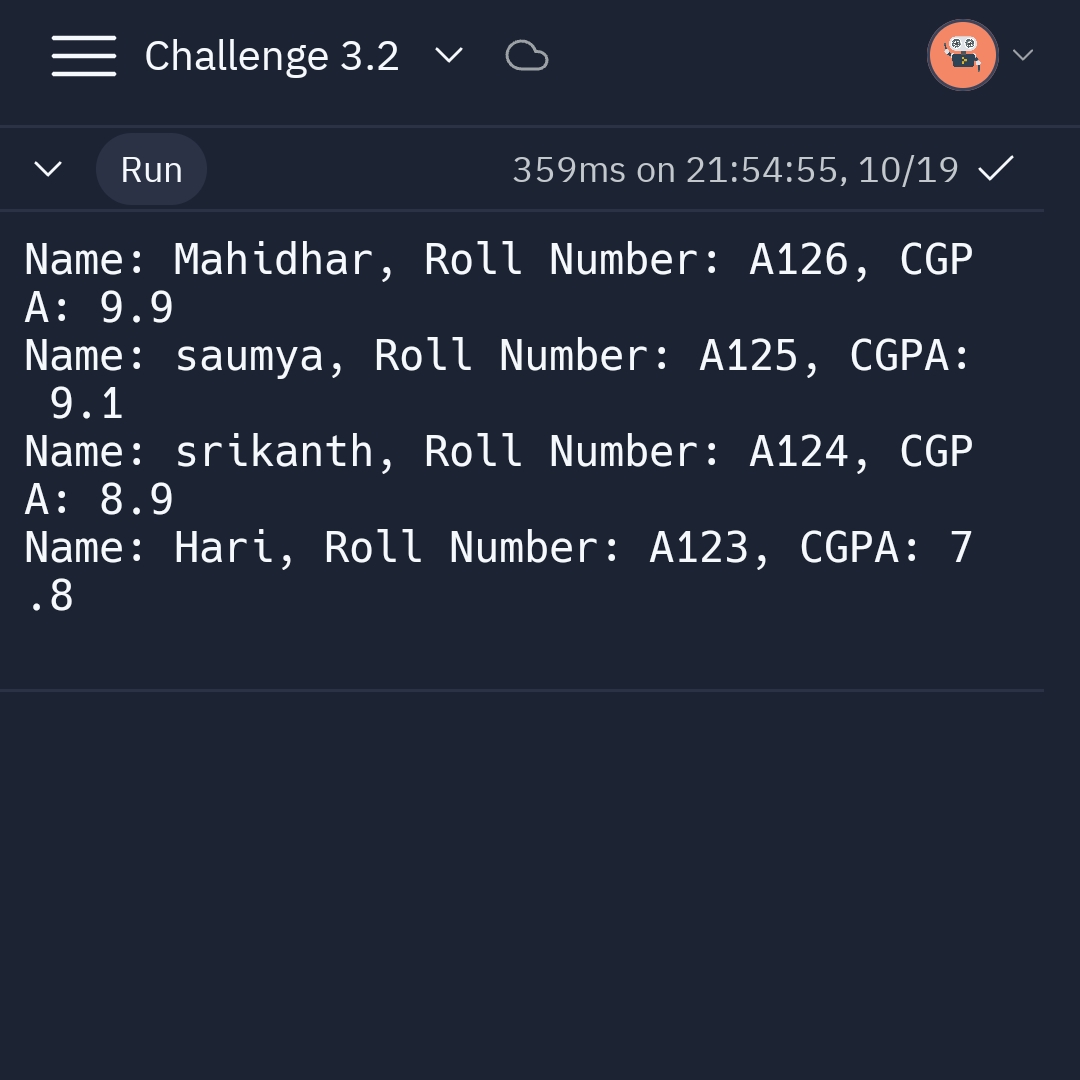 Challenge 3.2
Run
359ms on 21:54:55, 10/19
Name: Mahidhar, Roll Number: A126, CGP
A: 9.9
Name: saumya, Roll Number: A125, CGPA:
 9.1
Name: srikanth, Roll Number: A124, CGP
A: 8.9
Name: Hari, Roll Number: A123, CGPA: 7
.8